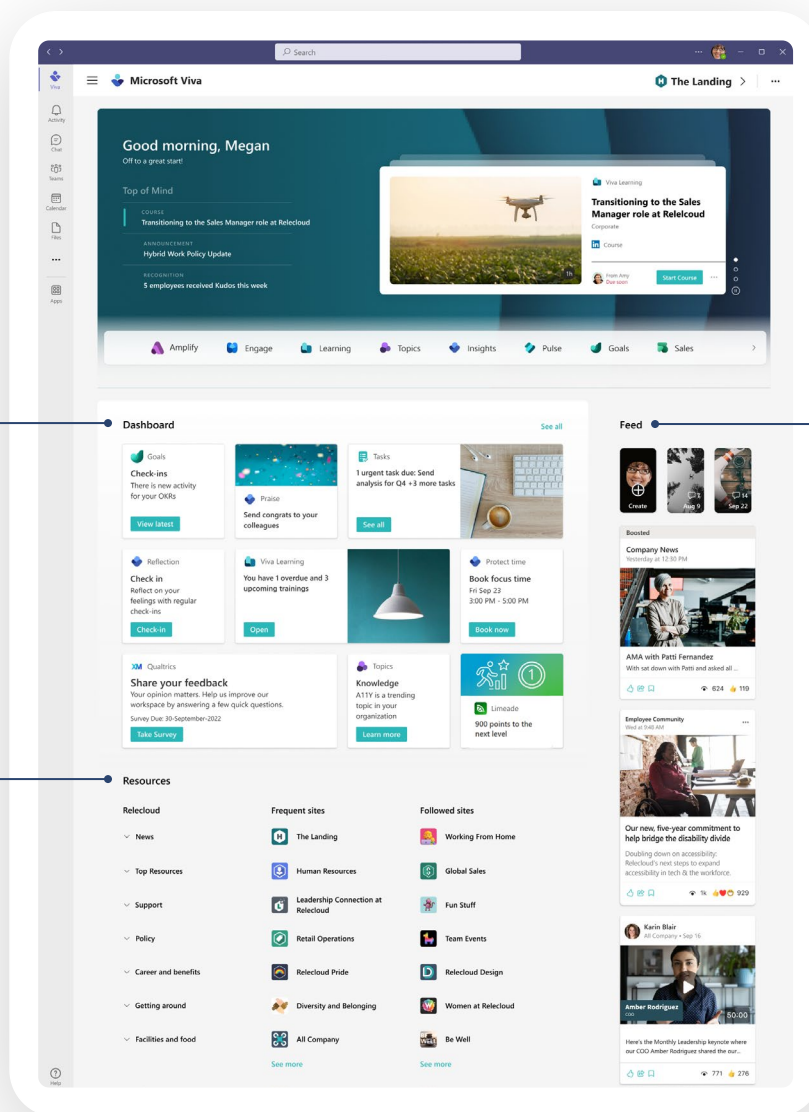 Search
Viva
Microsoft Viva
The Landing
Activity
Chat
Teams
Calendar
Files
Apps
Help
Good morning, Megan
Off to a great start!
Top of Mind
COURSE
Transitioning to the Sales Manager role at Relecloud
ANNOUNCEMENT
Hybrid Work Policy Update
RECOGNITION
5 employees received Kudos this week
1h
Viva Learning
Transitioning to the Sales
Manager role at Relelcoud
Corporate
Course
From Amy
Due soon
Start Course
Amplify
Engage
Learning
Topics
Insights
Pulse
Goals
Sales
Dashboard
See all
Goals
Check-ins
There is new activity
for your OKRs
View latest
Praise
Send congrats to your
colleagues
Tasks
1 urgent task due: Send
analysis for Q4 +3 more tasks
See all
Reflection
Check in
Reflect on your
feelings with regular
check-ins
Check-in
Viva Learning
You have 1 overdue and 3
upcoming trainings
Open
Protect time
Book focus time
Fri Sep 23
3:00 PM - 5:00 PM
Book now
XM Qualtrics
Share your feedback
Your opinion matters. Help us improve our
workspace by answering a few quick questions.
Survey Due: 30-September-2022
Take Survey
Topics
Knowledge
A11Y is a trending
topic in your
organization
Learn more
Limeade
900 points to the
next level
Resources
Relecloud
News
Top Resources
Support
Policy
Career and benefits
Getting around
Facilities and food
Frequent sites
The Landing
Human Resources
Leadership Connection at
Relecloud
Retail Operations
Relecloud Pride
Diversity and Belonging
All Company
See more
Followed sites
Working From Home
Global Sales
Fun Stuff
Team Events
Relecloud Design
Women at Relecloud
Be Well
See more
Feed
Create
Aug 9
14
Sep 22
Boosted
Company News
Yesterday at 12:30 PM
AMA with Patti Fernandez
With set down with Patti and asked all ...
624
119
Employee Community
Wed at 9:48 AM
Our new, five-year commitment to
help bridge the disability divide
Doubling down on accessibility:
Relecloud's next steps to expand
accessibility in tech & the workforce.
1k
929
Karin Blair
All Company • Sep 16
Amber Rodriguez
COO
50:00
Here's the Monthly Leadership keynote where
our COO Amber Rodriguez shared the our...
771
276